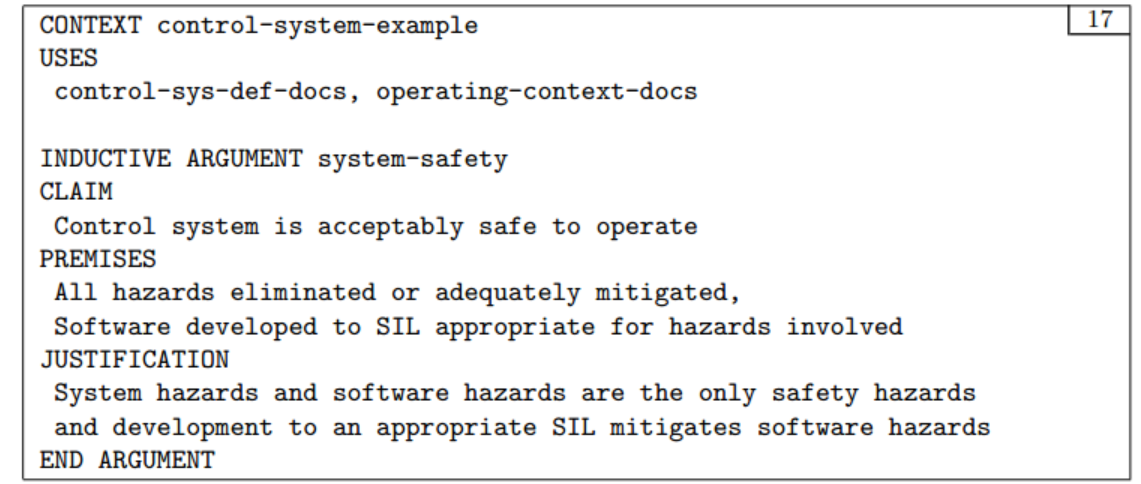 CONTEXT control-system-example
17
USES
control-sys-def-docs, operating-context-docs
INDUCTIVE ARGUMENT system-safety
CLAIM
Control system is acceptably safe to operate
PREMISES
All hazards eliminated or adequately mitigated,
Software developed to SIL appropriate for hazards involved
JUSTIFICATION
System hazards and software hazards are the only safety hazards
and development to an appropriate SIL mitigates software hazards
END ARGUMENT